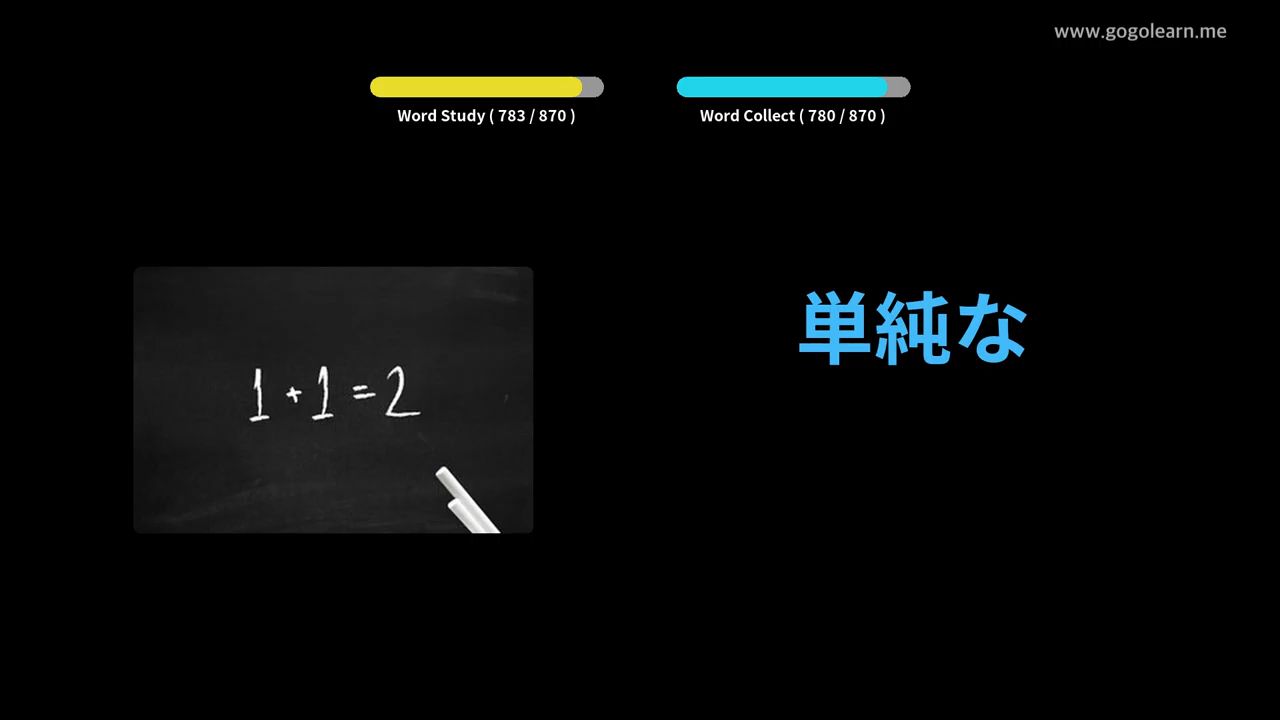 www.gogolearn.me
Word Study ( 783 / 870 )
Word Collect ( 780 / 870 )
単純な
1 + 1 = 2